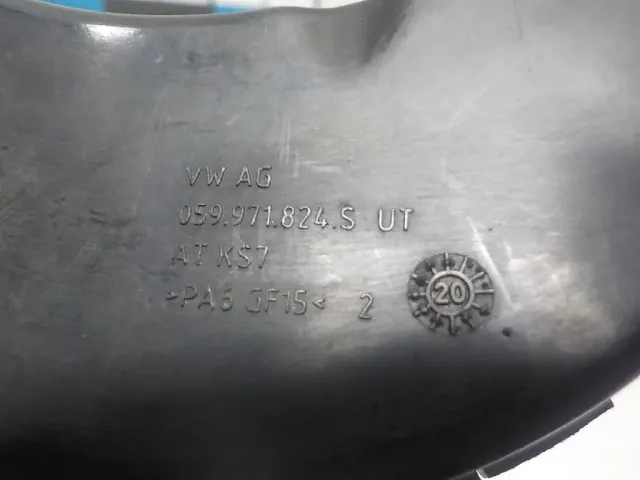 VW AG
059.971.824.S UT
AT KS7
>PA6 GF15< 2
20